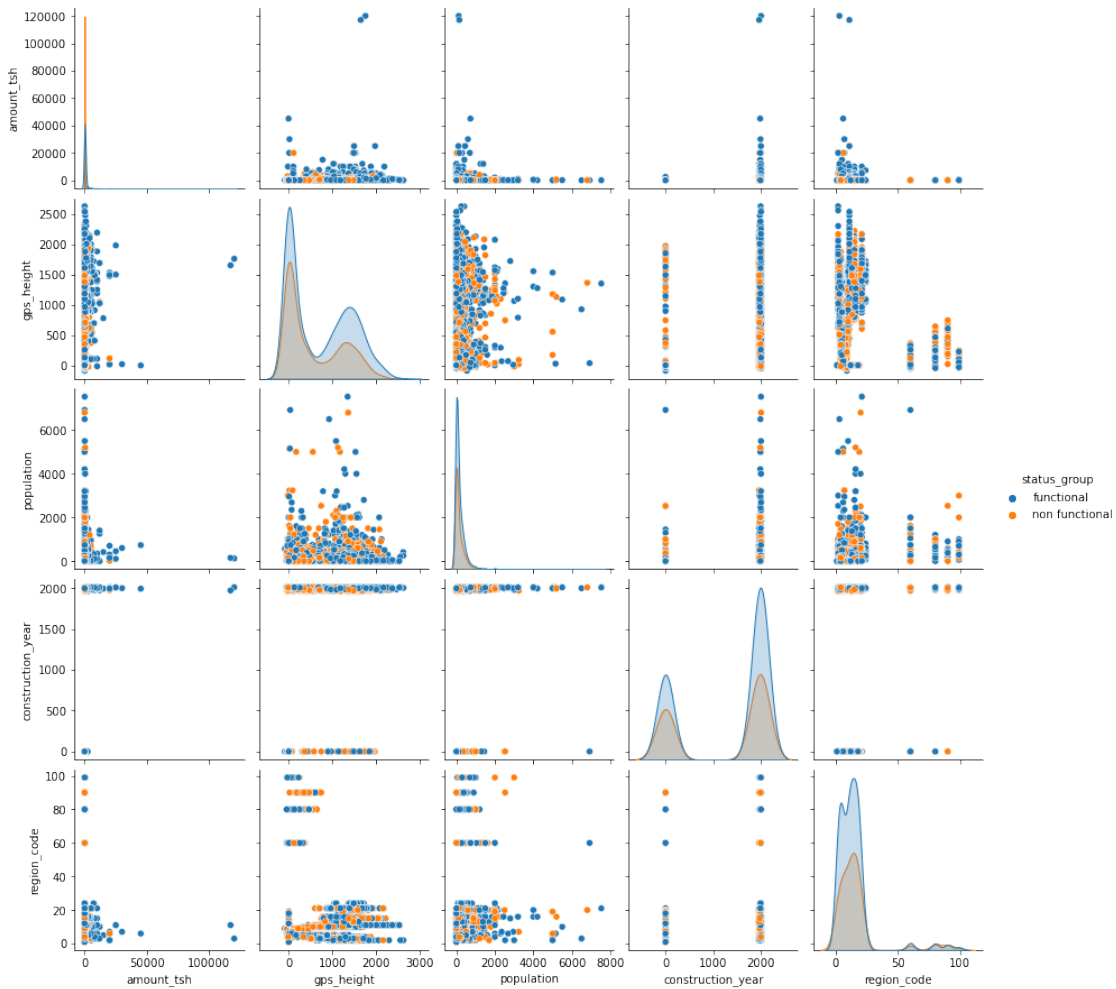 120000
100000
80000
60000
40000
20000
0
amount_tsh
2500
2000
1500
1000
500
0
gps_height
6000
4000
2000
0
population
status_group
functional
non functional
2000
1500
1000
500
0
construction_year
100
80
60
40
20
0
region_code
0 50000 100000
0 1000 2000 3000
0 2000 4000 6000 8000
0 1000 2000
0 50 100
amount_tsh gps_height population construction_year region_code